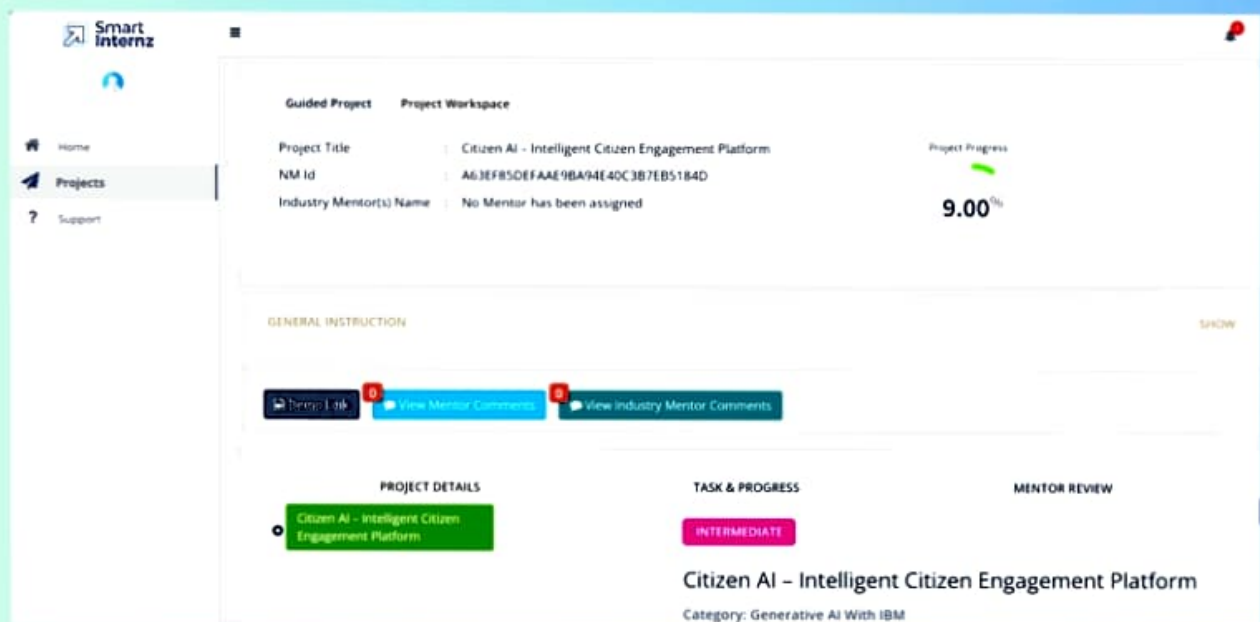 Smart
Internz
Home
Projects
? Support
Guided Project Project Workspace
Project Title : Citizen AI - Intelligent Citizen Engagement Platform
NM Id : A63EF85DEFAAE9BA94E40C3B7EB5184D
Industry Mentor(s) Name : No Mentor has been assigned
Project Progress
9.00%
GENERAL INSTRUCTION
SHOW
Demo Link
0
View Mentor Comments
0
View Industry Mentor Comments
PROJECT DETAILS
TASK & PROGRESS
MENTOR REVIEW
Citizen AI - Intelligent Citizen
Engagement Platform
INTERMEDIATE
Citizen AI – Intelligent Citizen Engagement Platform
Category: Generative AI With IBM